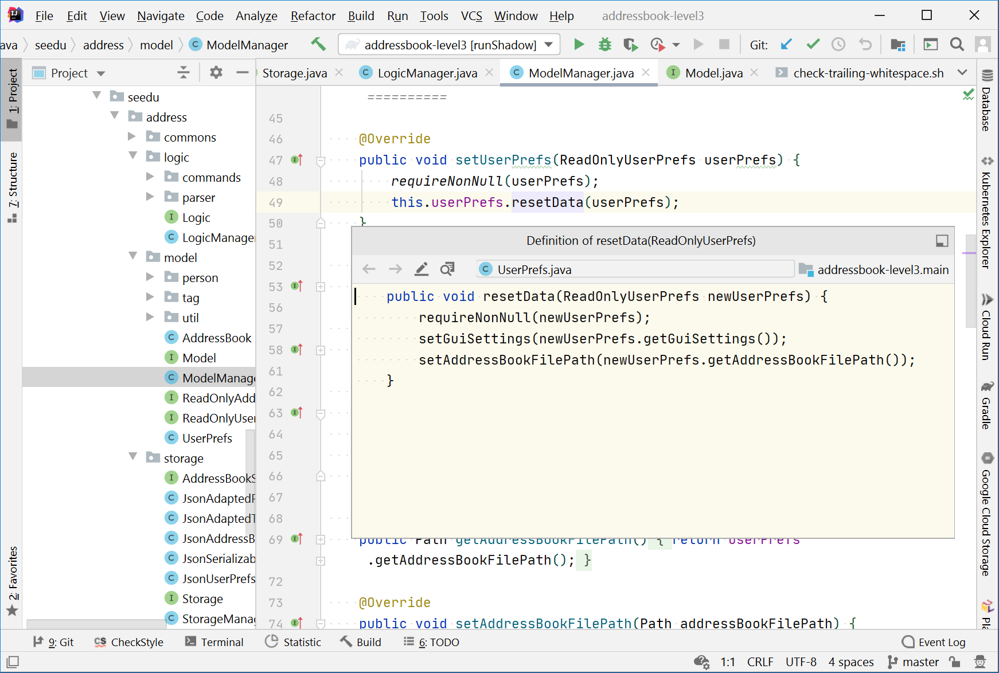 File Edit View Navigate Code Analyze Refactor Build Run Tools VCS Window Help addressbook-level3
ava seedu address model C ModelManager addressbook-level3 [runShadow] Git:
Project Storage.java C LogicManager.java C ModelManager.java I Model.java check-trailing-whitespace.sh
1: Project
7: Structure
2: Favorites
seedu
address
commons
logic
commands
parser
I Logic
C LogicManager
model
person
tag
util
C AddressBook
I Model
C ModelManage
I ReadOnlyAdd
I ReadOnlyUser
C UserPrefs
storage
I AddressBookS
C JsonAdaptedP
C JsonAdaptedT
C JsonAddressB
C JsonSerializab
C JsonUserPrefs
I Storage
C StorageManag
==========
45
46 @Override
47 public void setUserPrefs(ReadOnlyUserPrefs userPrefs) {
48 requireNonNull(userPrefs);
49 this.userPrefs.resetData(userPrefs);
50 }
51
52
53
56
57
58
61
62
63
64
65
66
67
68
Definition of resetData(ReadOnlyUserPrefs)
C UserPrefs.java addressbook-level3.main
public void resetData(ReadOnlyUserPrefs newUserPrefs) {
requireNonNull(newUserPrefs);
setGuiSettings(newUserPrefs.getGuiSettings());
setAddressBookFilePath(newUserPrefs.getAddressBookFilePath());
}
69 public Path getAddressBookFilePath() { return userPrefs
.getAddressBookFilePath(); }
72
73 @Override
74 public void setAddressBookFilePath(Path addressBookFilePath) {
Database
Kubernetes Explorer
Cloud Run
Gradle
Google Cloud Storage
Pla
9: Git CS CheckStyle Terminal Statistic Build 6: TODO Event Log
1:1 CRLF UTF-8 4 spaces master